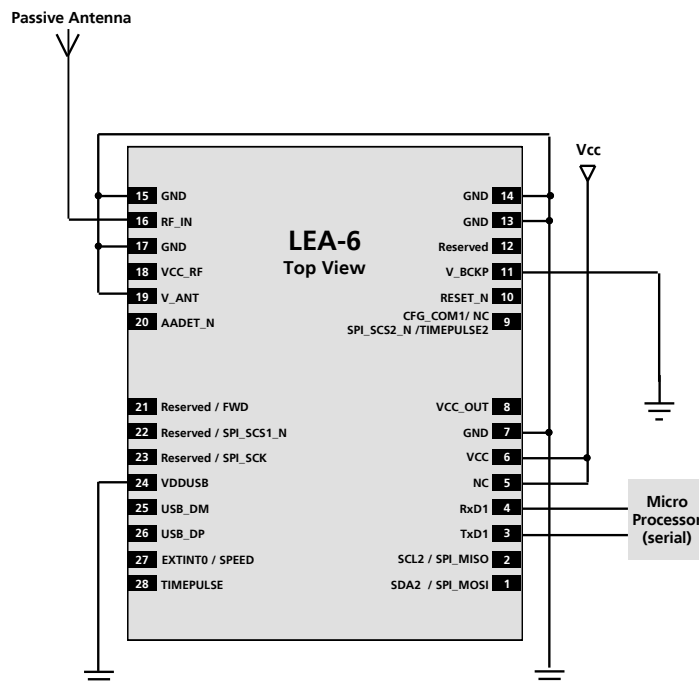 Passive Antenna
Vcc
LEA-6
Top View
15 GND
16 RF_IN
17 GND
18 VCC_RF
19 V_ANT
20 AADET_N
21 Reserved / FWD
22 Reserved / SPI_SCS1_N
23 Reserved / SPI_SCK
24 VDDUSB
25 USB_DM
26 USB_DP
27 EXTINT0 / SPEED
28 TIMEPULSE
GND 14
GND 13
Reserved 12
V_BCKP 11
RESET_N 10
CFG_COM1/ NC
SPI_SCS2_N /TIMEPULSE2 9
VCC_OUT 8
GND 7
VCC 6
NC 5
RxD1 4
TxD1 3
SCL2 / SPI_MISO 2
SDA2 / SPI_MOSI 1
Micro
Processor
(serial)